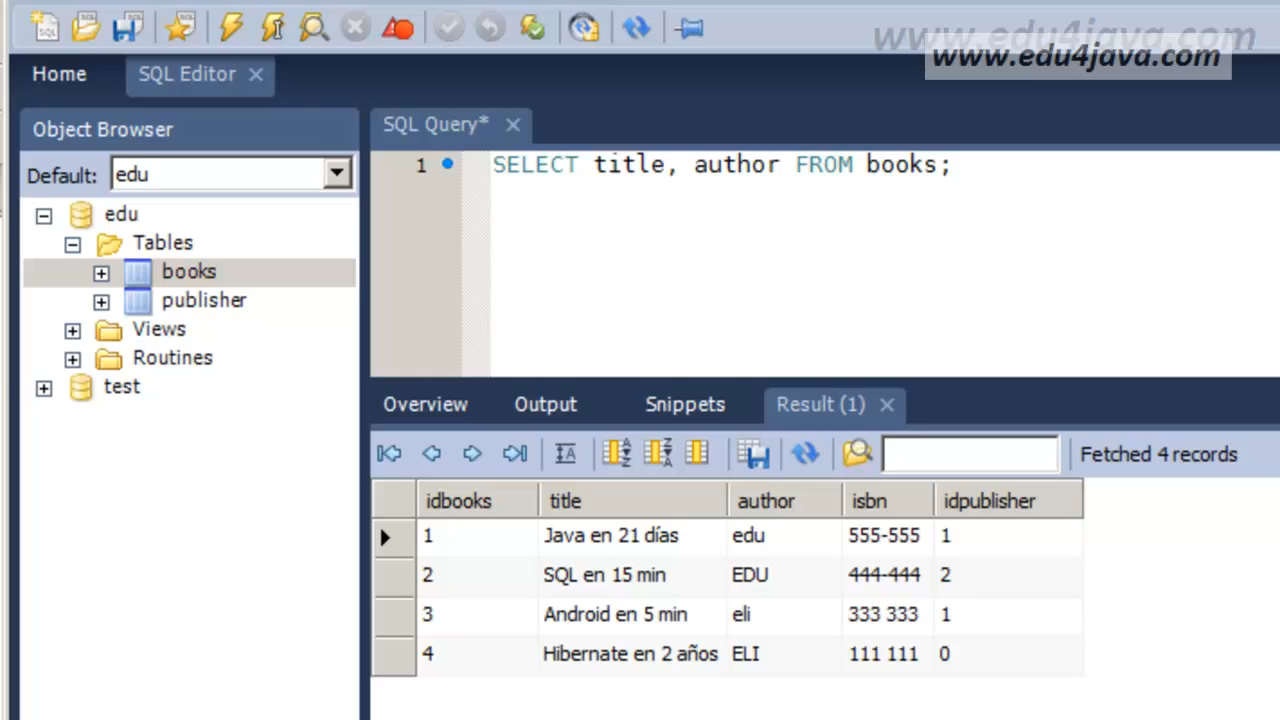 www.edu4java.com
www.edu4java.com
Home
SQL Editor
Object Browser
SQL Query*
Default: edu
1 SELECT title, author FROM books;
edu
Tables
books
publisher
Views
Routines
test
Overview Output Snippets Result (1)
Fetched 4 records
idbooks title author isbn idpublisher
1 Java en 21 días edu 555-555 1
2 SQL en 15 min EDU 444-444 2
3 Android en 5 min eli 333 333 1
4 Hibernate en 2 años ELI 111 111 0